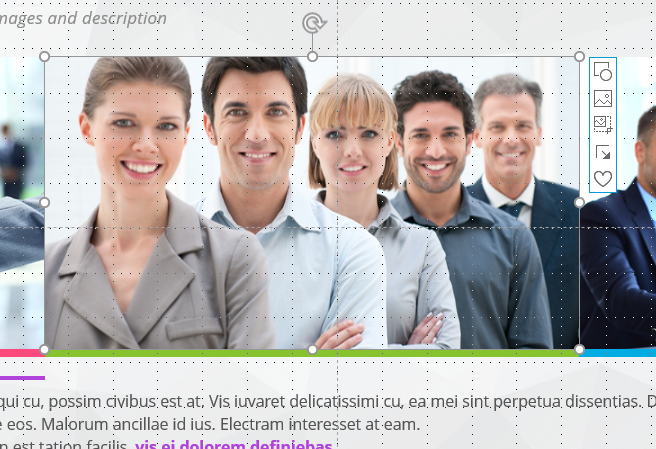 mages and description
qui cu, possim civibus est at. Vis iuvaret delicatissimi cu, ea mei sint perpetua dissentias. D
e eos. Malorum ancillae id ius. Electram interesset at eam.
n est tation facilis, vis ei dolorem definiebas